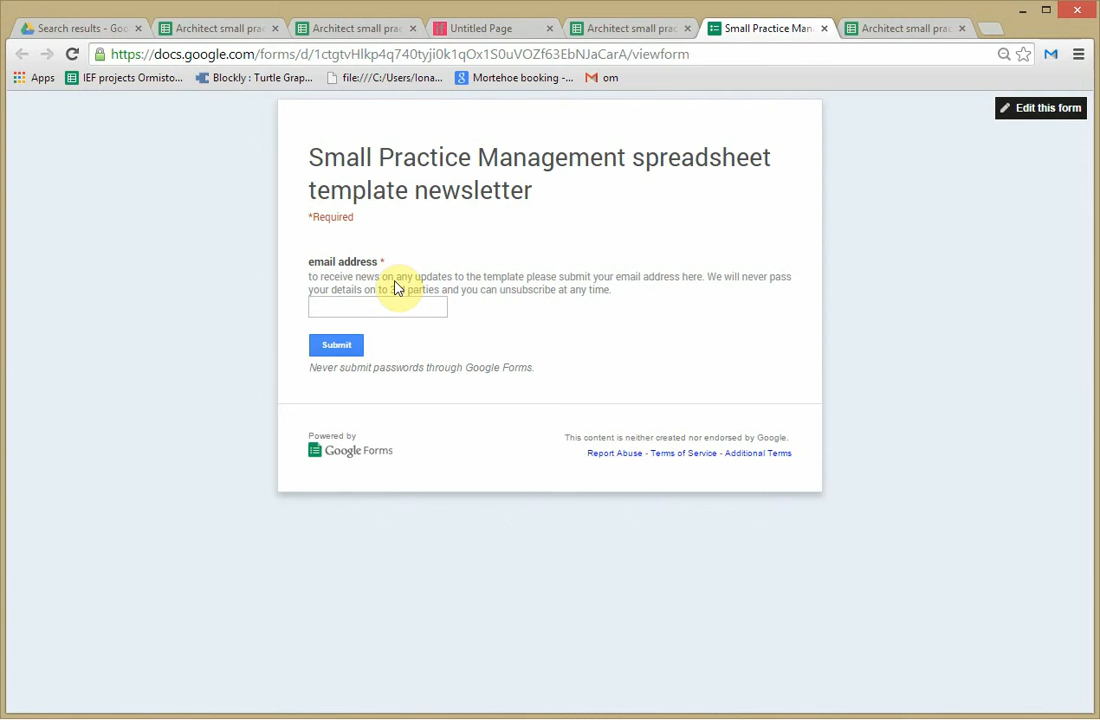 Search results - Goo
Architect small prac
Architect small prac
Untitled Page
Architect small prac
Small Practice Man
Architect small prac
https://docs.google.com/forms/d/1ctgtvHlkp4q740tyji0k1qOx1S0uVOZf63EbNJaCarA/viewform
Apps
IEF projects Ormisto...
Blockly : Turtle Grap...
file:///C:/Users/Iona...
Mortehoe booking -...
om
Edit this form
Small Practice Management spreadsheet
template newsletter
*Required
email address *
to receive news on any updates to the template please submit your email address here. We will never pass
your details on to 3rd parties and you can unsubscribe at any time.
Submit
Never submit passwords through Google Forms.
Powered by
Google Forms
This content is neither created nor endorsed by Google.
Report Abuse - Terms of Service - Additional Terms